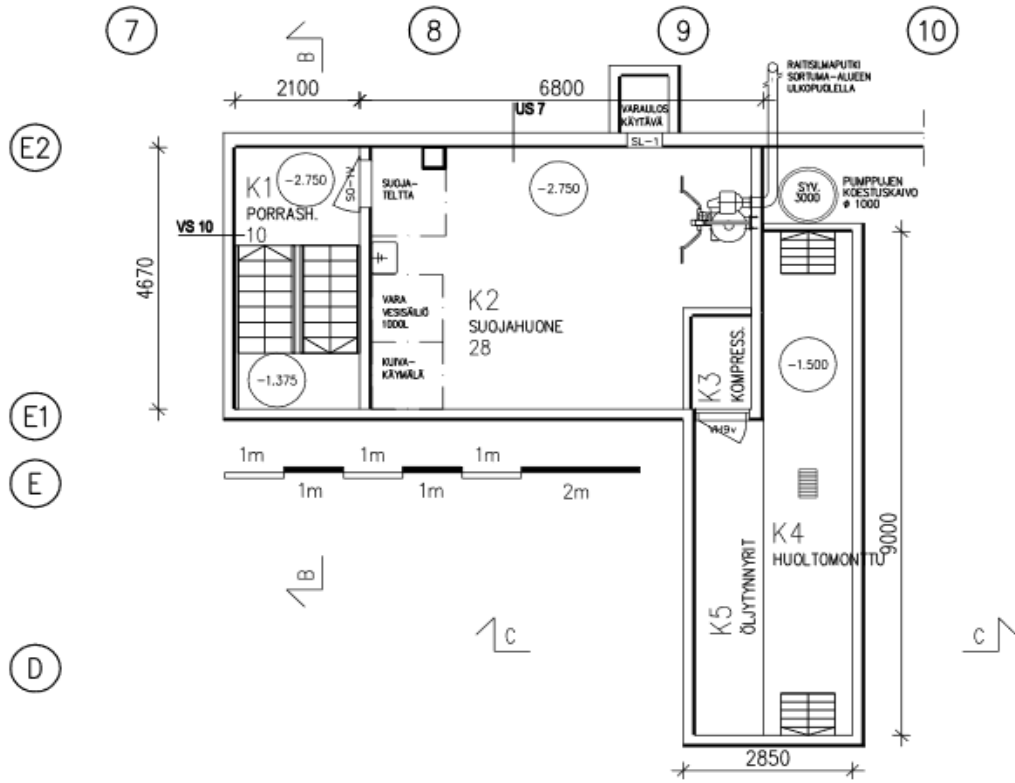 7
8
9
10
B
RAITISILMAPUTKI
SORTUMA-ALUEEN
ULKOPUOLELLA
2100
6800
US 7
VARAULOS
KÄYTÄVÄ
SL-1
E2
K1
-2.750
SO-1v
SUOJA-
TELTTA
-2.750
SYV.
3000
PUMPPUJEN
KOESTUSKAIVO
ø 1000
PORRASH.
10
VS 10
4670
VARA
VESISÄILIÖ
1000L
K2
SUOJAHUONE
28
KUIVA-
KÄYMÄLÄ
K3
KOMPRESS.
-1.375
-1.500
E1
VH9v
1m
1m
1m
E
1m
1m
2m
K4
HUOLTOMONTTU
9000
B
K5
ÖLJYTYNNYRIT
C
C
D
2850